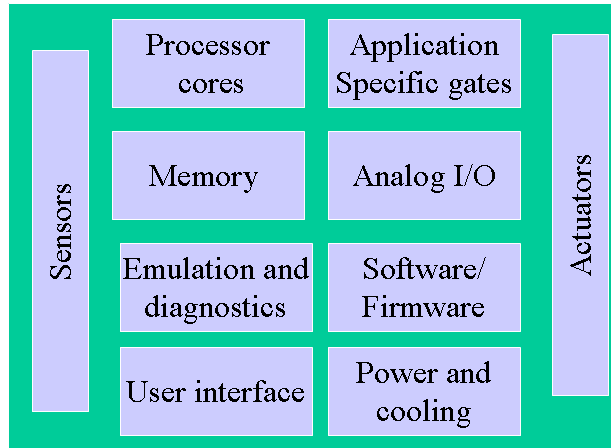 Sensors
Processor
cores
Application
Specific gates
Memory
Analog I/O
Emulation and
diagnostics
Software/
Firmware
User interface
Power and
cooling
Actuators